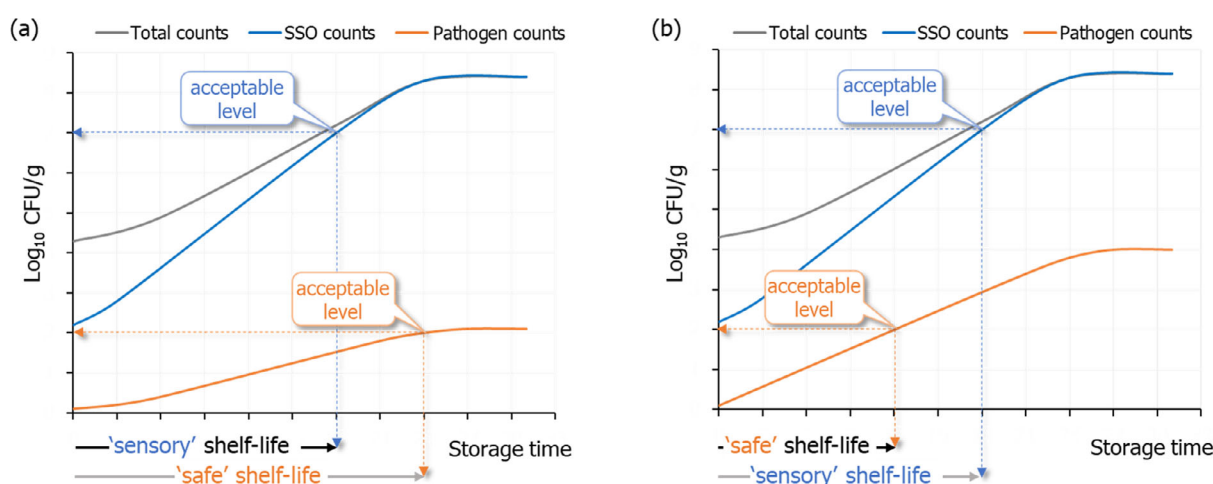 (a)
Total counts SSO counts Pathogen counts
acceptable
level
acceptable
level
Log₁₀ CFU/g
'sensory' shelf-life
Storage time
'safe' shelf-life
(b)
Total counts SSO counts Pathogen counts
acceptable
level
acceptable
level
Log₁₀ CFU/g
'safe' shelf-life
Storage time
'sensory' shelf-life